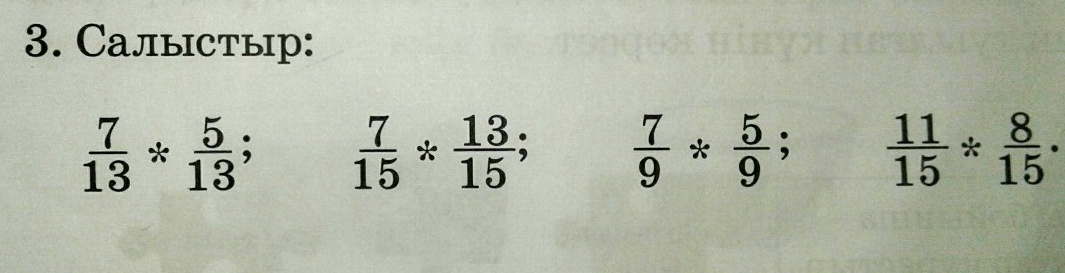 3. Салыстыр:
7/13 * 5/13; 7/15 * 13/15; 7/9 * 5/9; 11/15 * 8/15.